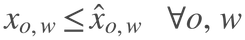 x_{o,w} ≤ x̂_{o,w} ∀o, w